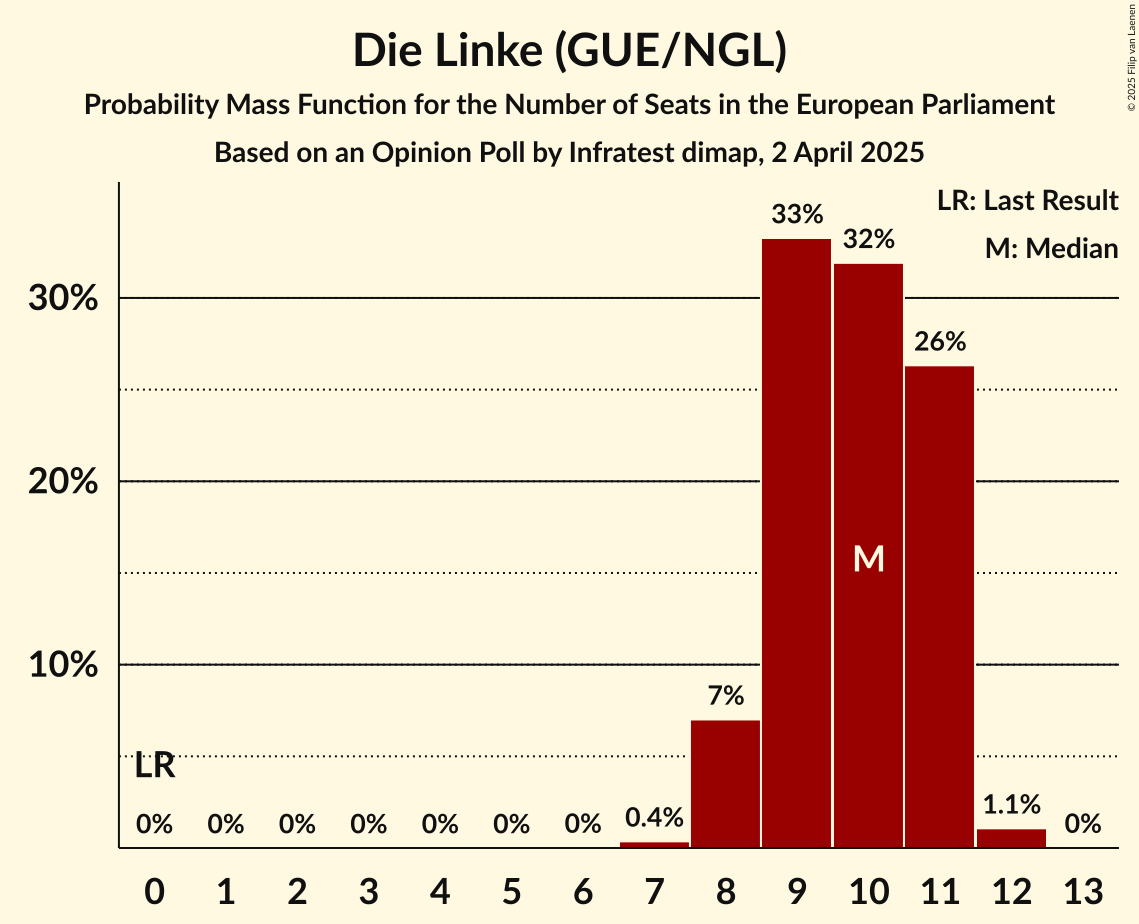 Die Linke (GUE/NGL)
Probability Mass Function for the Number of Seats in the European Parliament
Based on an Opinion Poll by Infratest dimap, 2 April 2025
© 2025 Filip van Laenen
LR: Last Result
M: Median
33%
32%
30%
26%
20%
M
10%
7%
LR
1.1%
0% 0% 0% 0% 0% 0% 0% 0.4% 0%
0 1 2 3 4 5 6 7 8 9 10 11 12 13